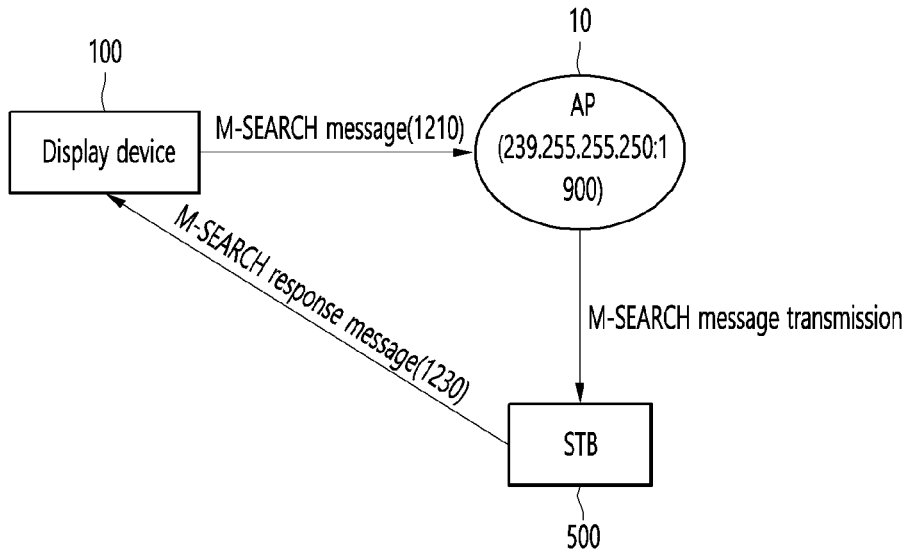 100
10
Display device
M-SEARCH message(1210)
AP
(239.255.255.250:1
900)
M-SEARCH response message(1230)
M-SEARCH message transmission
STB
500